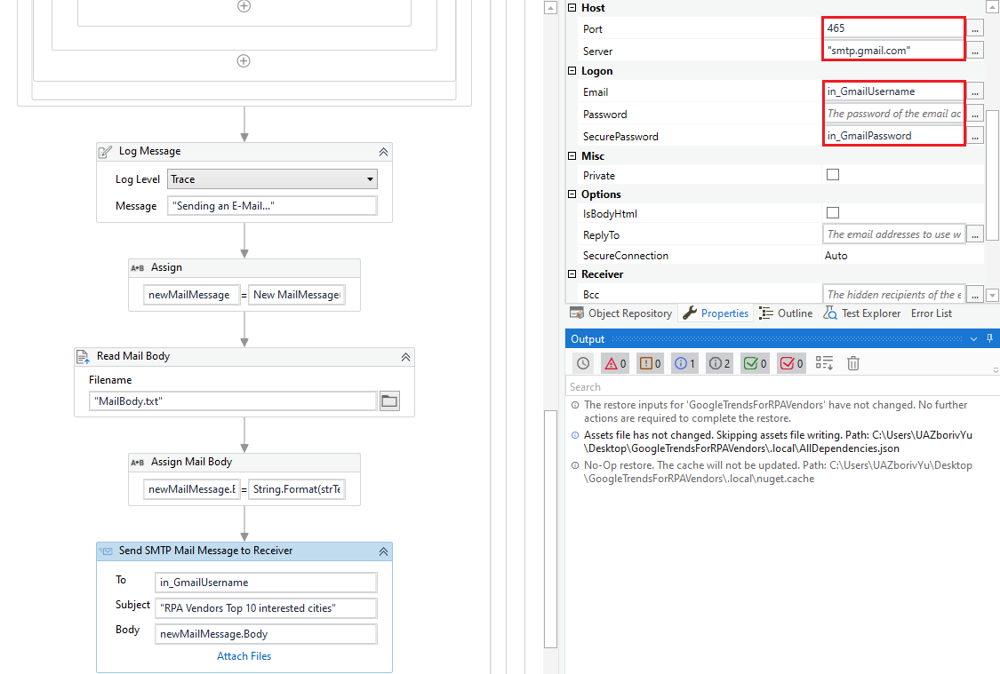 Log Message
Log Level Trace
Message "Sending an E-Mail..."
A+B Assign
newMailMessage = New MailMessage(
Read Mail Body
Filename
"MailBody.txt"
A+B Assign Mail Body
newMailMessage.B = String.Format(strTe
Send SMTP Mail Message to Receiver
To in_GmailUsername
Subject "RPA Vendors Top 10 interested cities"
Body newMailMessage.Body
Attach Files
Host
Port 465 ...
Server "smtp.gmail.com" ...
Logon
Email in_GmailUsername ...
Password The password of the email ac ...
SecurePassword in_GmailPassword ...
Misc
Private
Options
IsBodyHtml
ReplyTo The email addresses to use w ...
SecureConnection Auto
Receiver
Bcc The hidden recipients of the e ...
Object Repository Properties Outline Test Explorer Error List
Output
0 0 1 2 0 0
Search
The restore inputs for 'GoogleTrendsForRPAVendors' have not changed. No further
actions are required to complete the restore.
Assets file has not changed. Skipping assets file writing. Path: C:\Users\UAZborivYu
\Desktop\GoogleTrendsForRPAVendors\.local\AllDependencies.json
No-Op restore. The cache will not be updated. Path: C:\Users\UAZborivYu\Desktop
\GoogleTrendsForRPAVendors\.local\nuget.cache